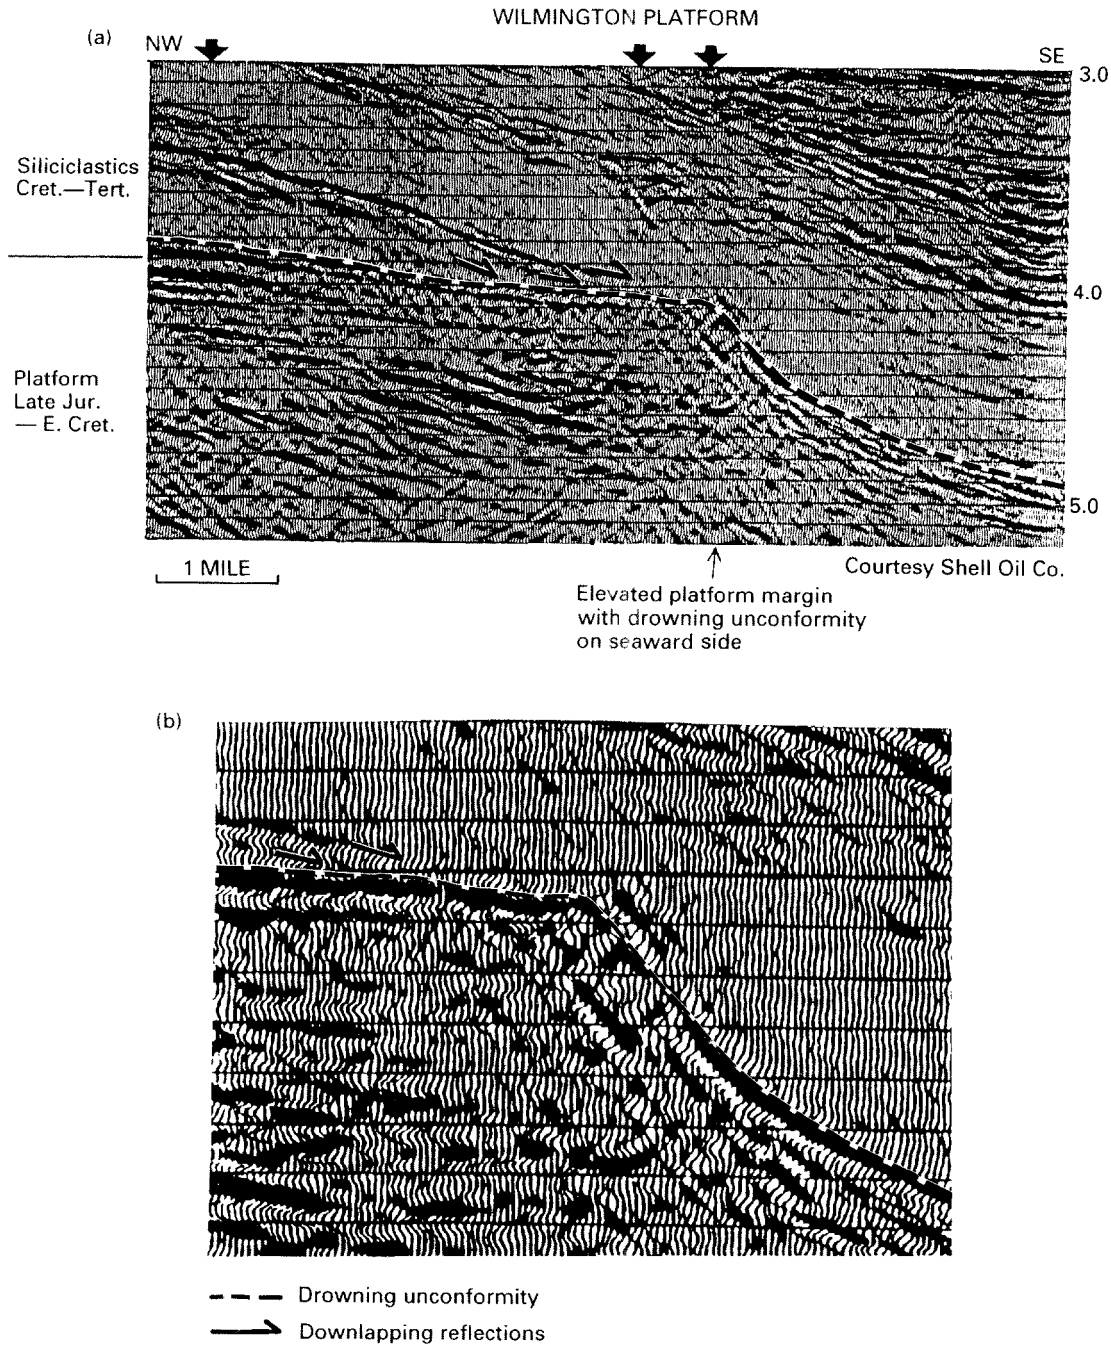 WILMINGTON PLATFORM
(a)
NW
SE
3.0
Siliciclastics
Cret.—Tert.
4.0
Platform
Late Jur.
— E. Cret.
5.0
1 MILE
Courtesy Shell Oil Co.
Elevated platform margin
with drowning unconformity
on seaward side
(b)
Drowning unconformity
Downlapping reflections